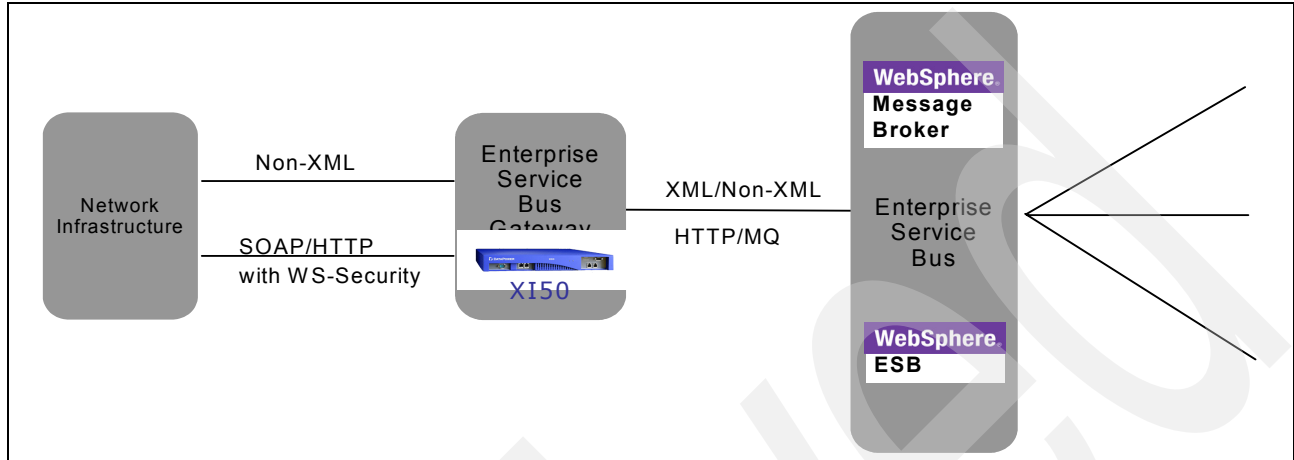 Network
Infrastructure
Non-XML
SOAP/HTTP
with WS-Security
Enterprise
Service
Bus
Gateway
XI50
XML/Non-XML
HTTP/MQ
WebSphere.
Message
Broker
Enterprise
Service
Bus
WebSphere.
ESB